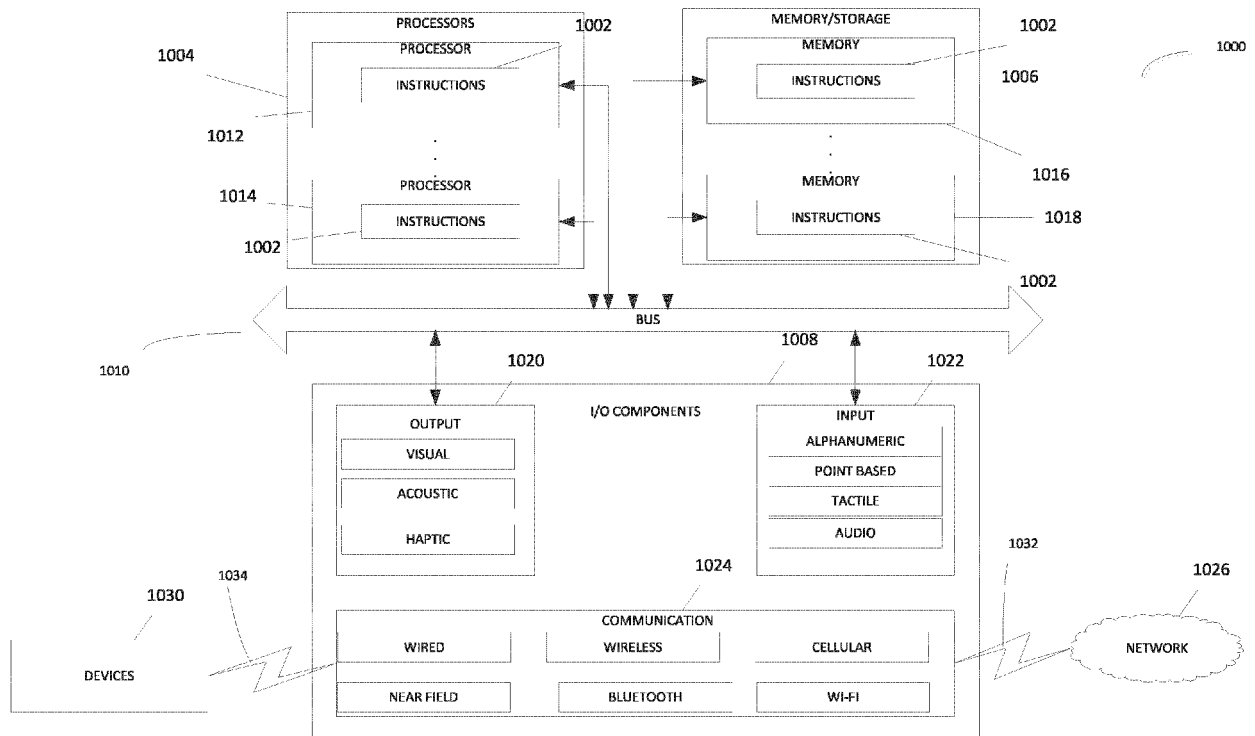 PROCESSORS
1002
MEMORY/STORAGE
1002
1000
1004
PROCESSOR
INSTRUCTIONS
MEMORY
INSTRUCTIONS
1006
1012
1016
1014
PROCESSOR
INSTRUCTIONS
MEMORY
INSTRUCTIONS
1018
1002
1002
BUS
1010
1008
1020
1022
I/O COMPONENTS
OUTPUT
VISUAL
ACOUSTIC
HAPTIC
INPUT
ALPHANUMERIC
POINT BASED
TACTILE
AUDIO
1034
1024
1032
1030
1026
COMMUNICATION
WIRED
WIRELESS
CELLULAR
DEVICES
NETWORK
NEAR FIELD
BLUETOOTH
WI-FI